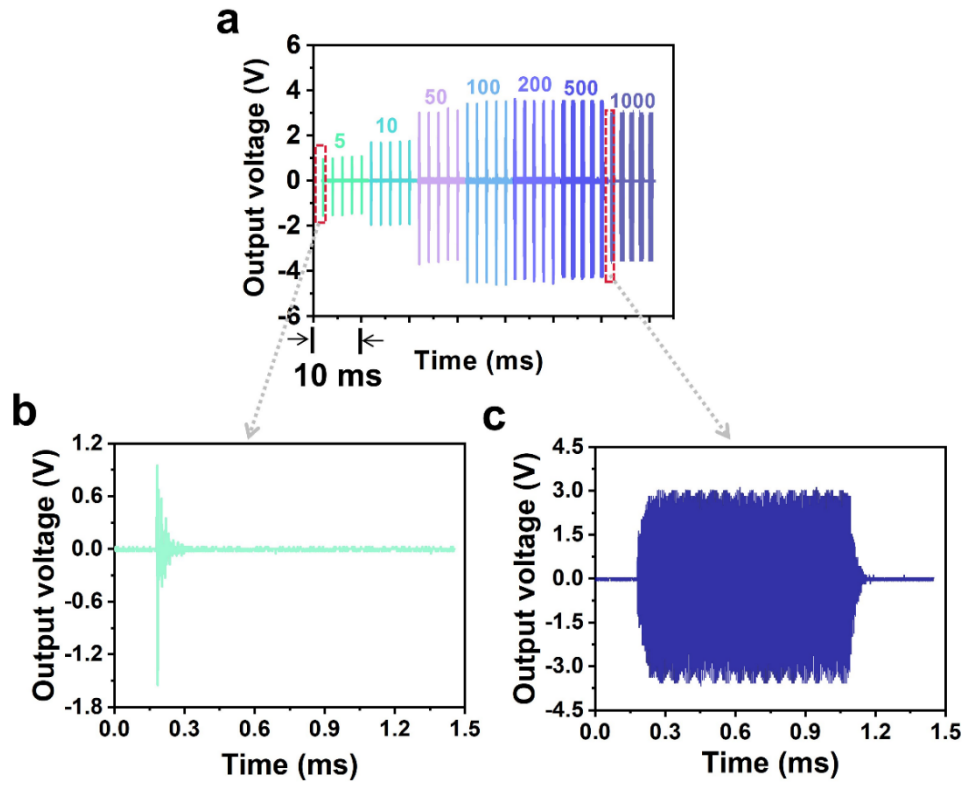 a
Output voltage (V)
6
4
2
0
-2
-4
-6
5
10
50
100
200
500
1000
10 ms
Time (ms)
b
Output voltage (V)
1.2
0.6
0.0
-0.6
-1.2
-1.8
0.0 0.3 0.6 0.9 1.2 1.5
Time (ms)
c
Output voltage (V)
4.5
3.0
1.5
0.0
-1.5
-3.0
-4.5
0.0 0.3 0.6 0.9 1.2 1.5
Time (ms)